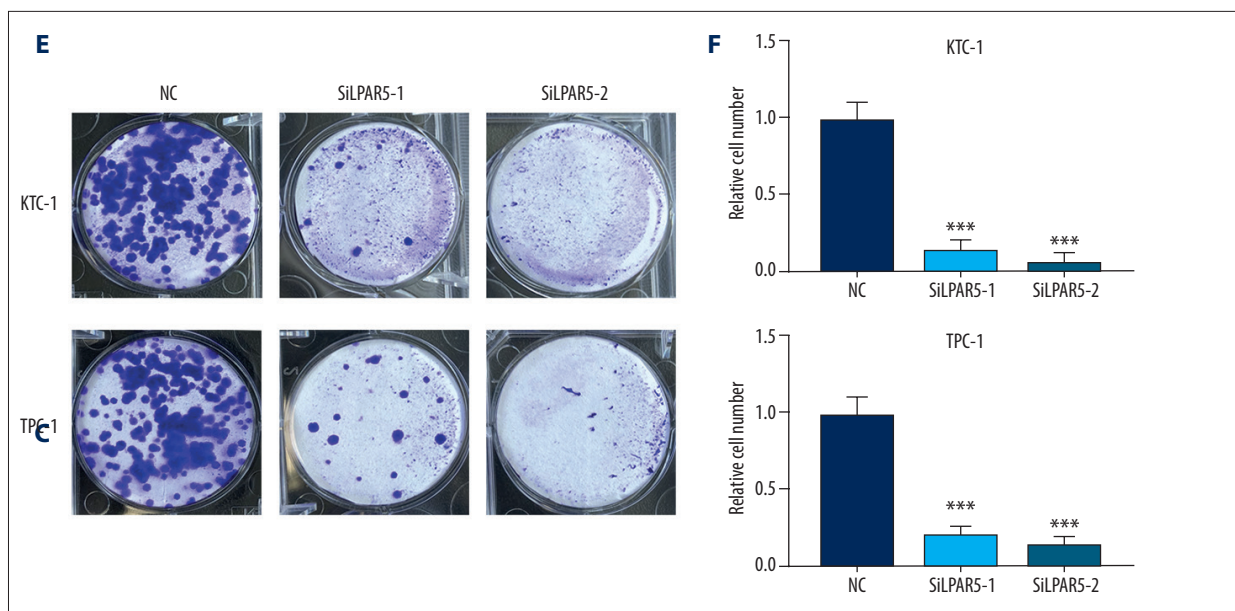 E
NC SiLPAR5-1 SiLPAR5-2
KTC-1
TPC-1
C
F
KTC-1
1.5
1.0
0.5
0.0
Relative cell number
***
***
NC SiLPAR5-1 SiLPAR5-2
TPC-1
1.5
1.0
0.5
0.0
Relative cell number
***
***
NC SiLPAR5-1 SiLPAR5-2